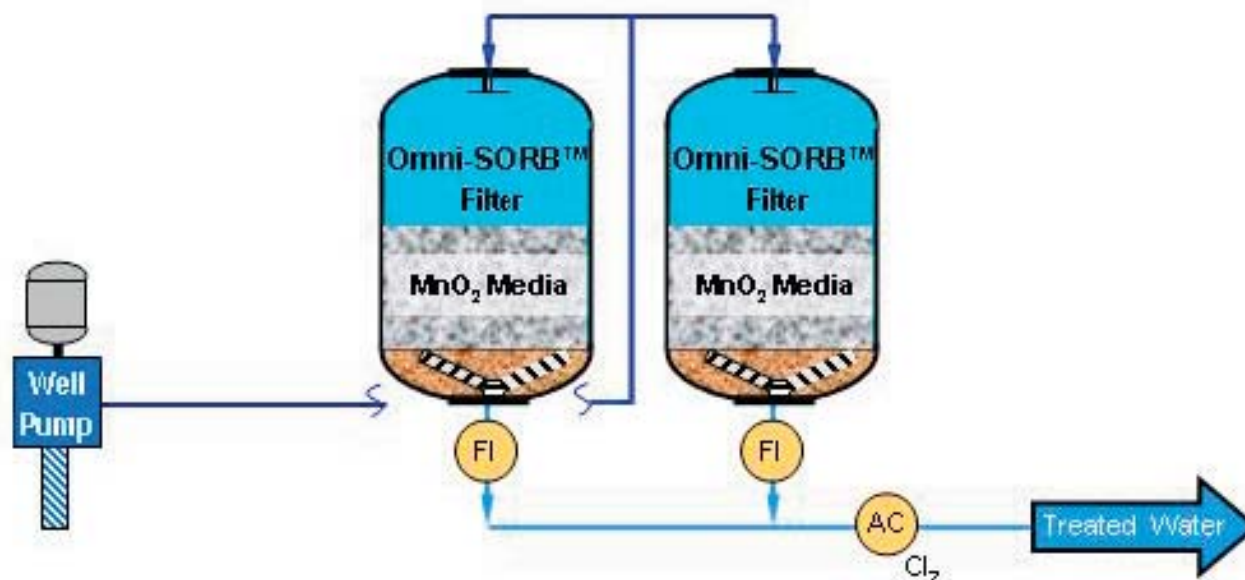 Omni-SORB™
Filter
MnO₂ Media
Omni-SORB™
Filter
MnO₂ Media
Well
Pump
FI
FI
AC
Cl₂
Treated Water